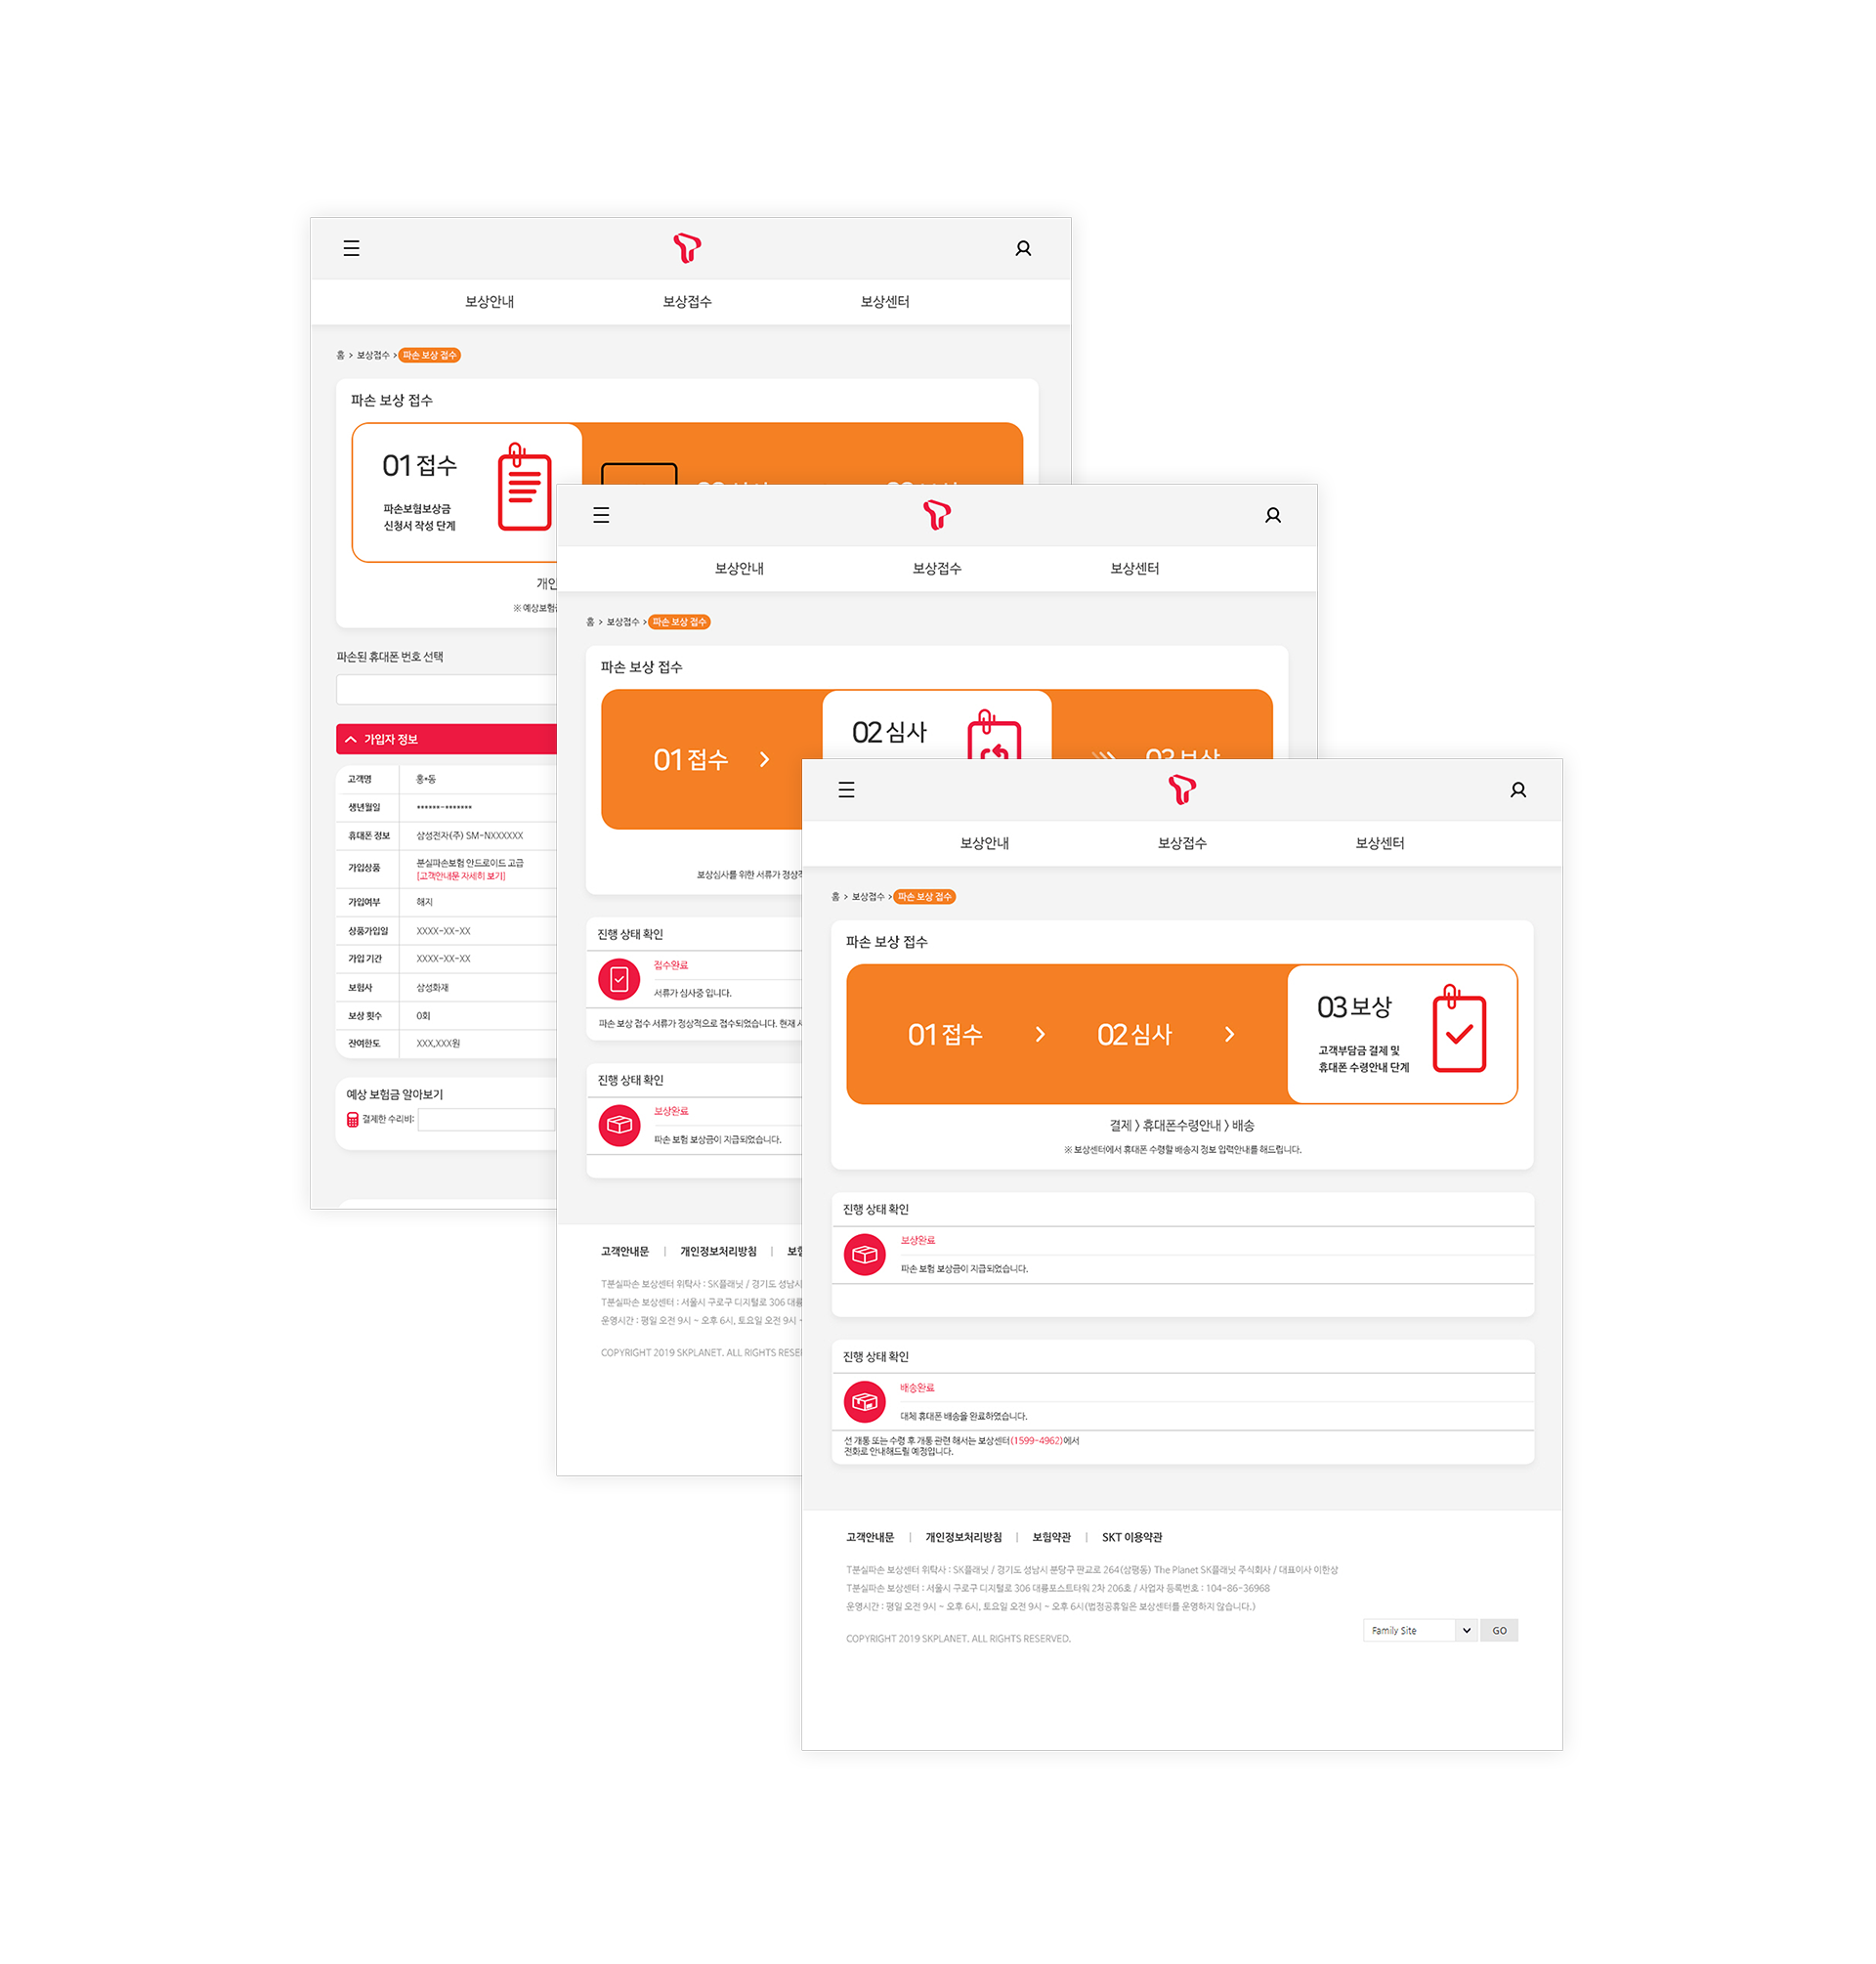 보상안내 보상접수 보상센터
홈 > 보상접수 > 파손 보상 접수
파손 보상 접수
01 접수
파손보험보상금
신청서 작성 단계
개인
※ 예상보험금
파손된 휴대폰 번호 선택
가입자 정보
고객명 홍*동
생년월일 ******-*******
휴대폰 정보 삼성전자(주) SM-NXXXXXX
가입상품 분실파손보험 안드로이드 고급
[고객안내문 자세히 보기]
가입여부 해지
상품가입일 XXXX-XX-XX
가입 기간 XXXX-XX-XX
보험사 삼성화재
보상 횟수 0회
잔여한도 XXX,XXX원
예상 보험금 알아보기
결제한 수리비:
보상안내 보상접수 보상센터
홈 > 보상접수 > 파손 보상 접수
파손 보상 접수
01 접수 > 02 심사 03 보상
보상심사를 위한 서류가 정상적
진행 상태 확인
접수완료
서류가 심사중 입니다.
파손 보상 접수 서류가 정상적으로 접수되었습니다. 현재
진행 상태 확인
보상완료
파손 보험 보상금이 지급되었습니다.
고객안내문 | 개인정보처리방침 | 보험
T분실파손 보상센터 위탁사 : SK플래닛 / 경기도 성남시
T분실파손 보상센터 : 서울시 구로구 디지털로 306 대륭
운영시간 : 평일 오전 9시 ~ 오후 6시, 토요일 오전 9시 ~
COPYRIGHT 2019 SKPLANET. ALL RIGHTS RESE
보상안내 보상접수 보상센터
홈 > 보상접수 > 파손 보상 접수
파손 보상 접수
01 접수 > 02 심사 > 03 보상
고객부담금 결제 및
휴대폰 수령안내 단계
결제 > 휴대폰수령안내 > 배송
※ 보상센터에서 휴대폰 수령할 배송지 정보 입력안내를 해드립니다.
진행 상태 확인
보상완료
파손 보험 보상금이 지급되었습니다.
진행 상태 확인
배송완료
대체 휴대폰 배송을 완료하였습니다.
선 개통 또는 수령 후 개통 관련 해서는 보상센터(1599-4962)에서
전화로 안내해드릴 예정입니다.
고객안내문 | 개인정보처리방침 | 보험약관 | SKT 이용약관
T분실파손 보상센터 위탁사 : SK플래닛 / 경기도 성남시 분당구 판교로 264(삼평동) The Planet SK플래닛 주식회사 / 대표이사 이한상
T분실파손 보상센터 : 서울시 구로구 디지털로 306 대륭포스트타워 2차 206호 / 사업자 등록번호 : 104-86-36968
운영시간 : 평일 오전 9시 ~ 오후 6시, 토요일 오전 9시 ~ 오후 6시(법정공휴일은 보상센터를 운영하지 않습니다.)
COPYRIGHT 2019 SKPLANET. ALL RIGHTS RESERVED.
Family Site GO